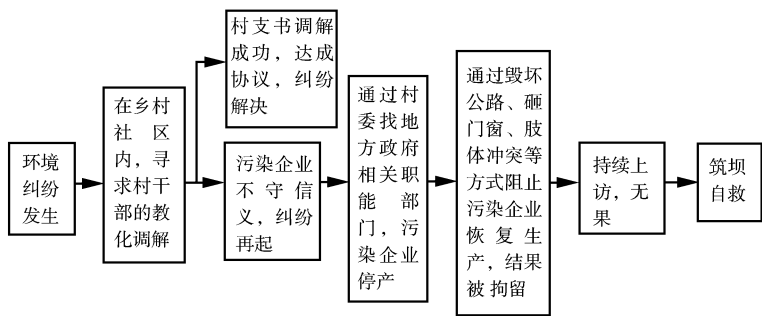 环境
纠纷
发生
在乡村
社区
内，寻
求村干
部的教
化调解
村支书调解
成功，达成
协议，纠纷
解决
污染企业
不守信
义，纠纷
再起
通过村
委找地
方政府
相关职
能部
门，污
染企业
停产
通过毁坏
公路、砸
门窗、肢
体冲突等
方式阻止
污染企业
恢复生
产，结果
被拘留
持续上
访，无
果
筑坝
自救